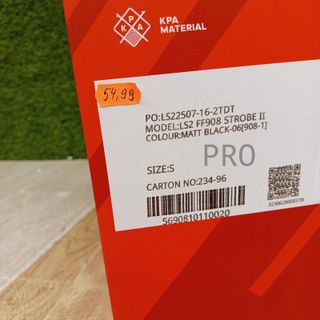 KPA
MATERIAL
54,99
PO:LS22507-16-2TDT
MODEL:LS2 FF908 STROBE II
COLOUR:MATT BLACK-06[908-1]
PRO
SIZE:S
CARTON NO:234-96
5690810110020